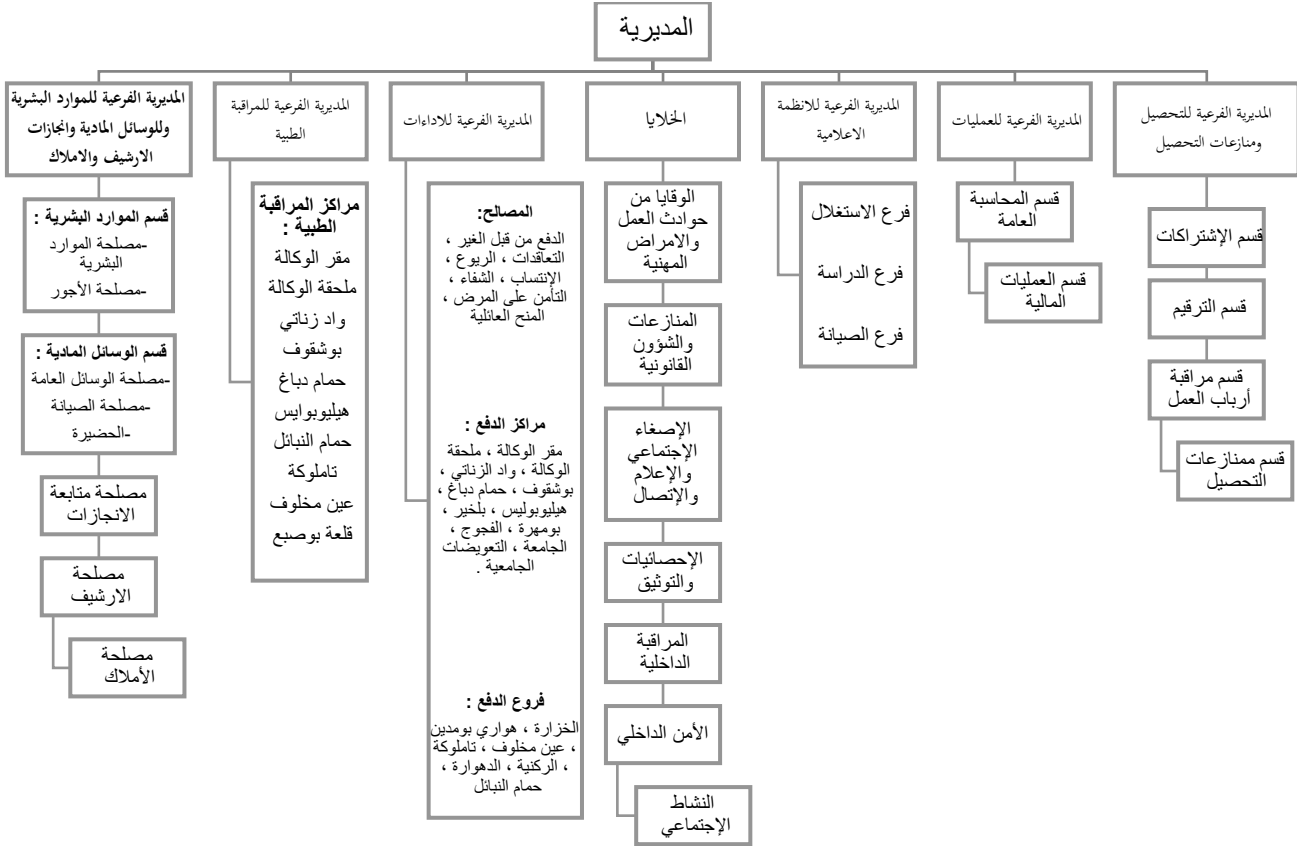 المديرية
المديرية الفرعية للتحصيل
ومنازعات التحصيل
قسم الإشتراكات
قسم الترقيم
قسم مراقبة
أرباب العمل
قسم ممنازعات
التحصيل
المديرية الفرعية للعمليات
قسم المحاسبة
العامة
قسم العمليات
المالية
المديرية الفرعية للانظمة
الاعلامية
فرع الاستغلال
فرع الدراسة
فرع الصيانة
الخلايا
الوقايا من
حوادث العمل
والامراض
المهنية
المنازعات
والشؤون
القانونية
الإصغاء
الإجتماعي
والإعلام
والإتصال
الإحصائيات
والتوثيق
المراقبة
الداخلية
الأمن الداخلي
النشاط
الإجتماعي
المديرية الفرعية للاداءات
المصالح:
الدفع من قبل الغير ،
التعاقدات ، الريوع ،
الإنتساب ، الشفاء ،
التأمن على المرض ،
المنح العائلية
مراكز الدفع :
مقر الوكالة ، ملحقة
الوكالة ، واد الزناتي ،
بوشقوف ، حمام دباغ ،
هيليوبوليس ، بلخير ،
بومهرة ، الفجوج ،
الجامعة ، التعويضات
الجامعية .
فروع الدفع :
الخزارة ، هواري بومدين
، عين مخلوف ، تاملوكة
، الركنية ، الدهوارة ،
حمام النبائل
المديرية الفرعية للمراقبة
الطبية
مراكز المراقبة
الطبية :
مقر الوكالة
ملحقة الوكالة
واد زناتي
بوشقوف
حمام دباغ
هيليوبوايس
حمام النبائل
تاملوكة
عين مخلوف
قلعة بوصبع
المديرية الفرعية للموارد البشرية
وللوسائل المادية وانجازات
الارشيف والاملاك
قسم الموارد البشرية :
-مصلحة الموارد
البشرية
-مصلحة الأجور
قسم الوسائل المادية :
-مصلحة الوسائل العامة
-مصلحة الصيانة
-الحضيرة
مصلحة متابعة
الانجازات
مصلحة
الارشيف
مصلحة
الأملاك